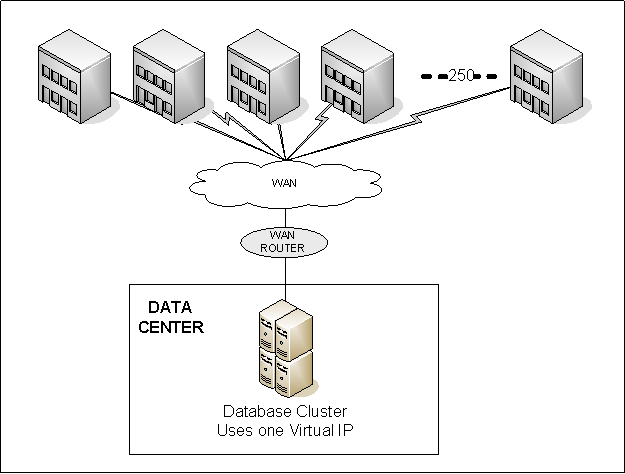 250
WAN
WAN
ROUTER
DATA
CENTER
Database Cluster
Uses one Virtual IP